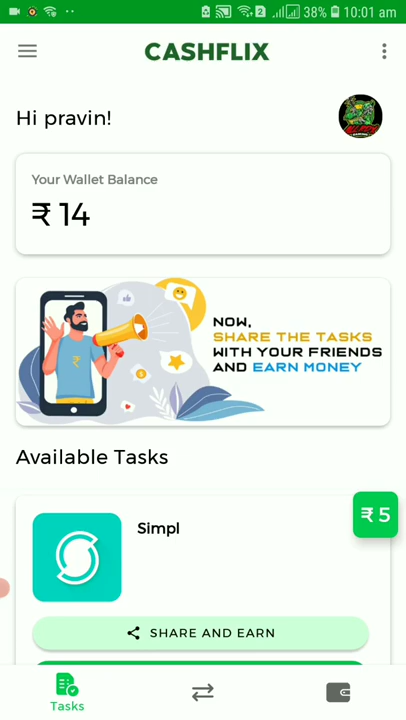 2 38% 10:01 am
CASHFLIX
Hi pravin!
Your Wallet Balance
₹ 14
NOW,
SHARE THE TASKS
WITH YOUR FRIENDS
AND EARN MONEY
Available Tasks
₹ 5
Simpl
SHARE AND EARN
Tasks